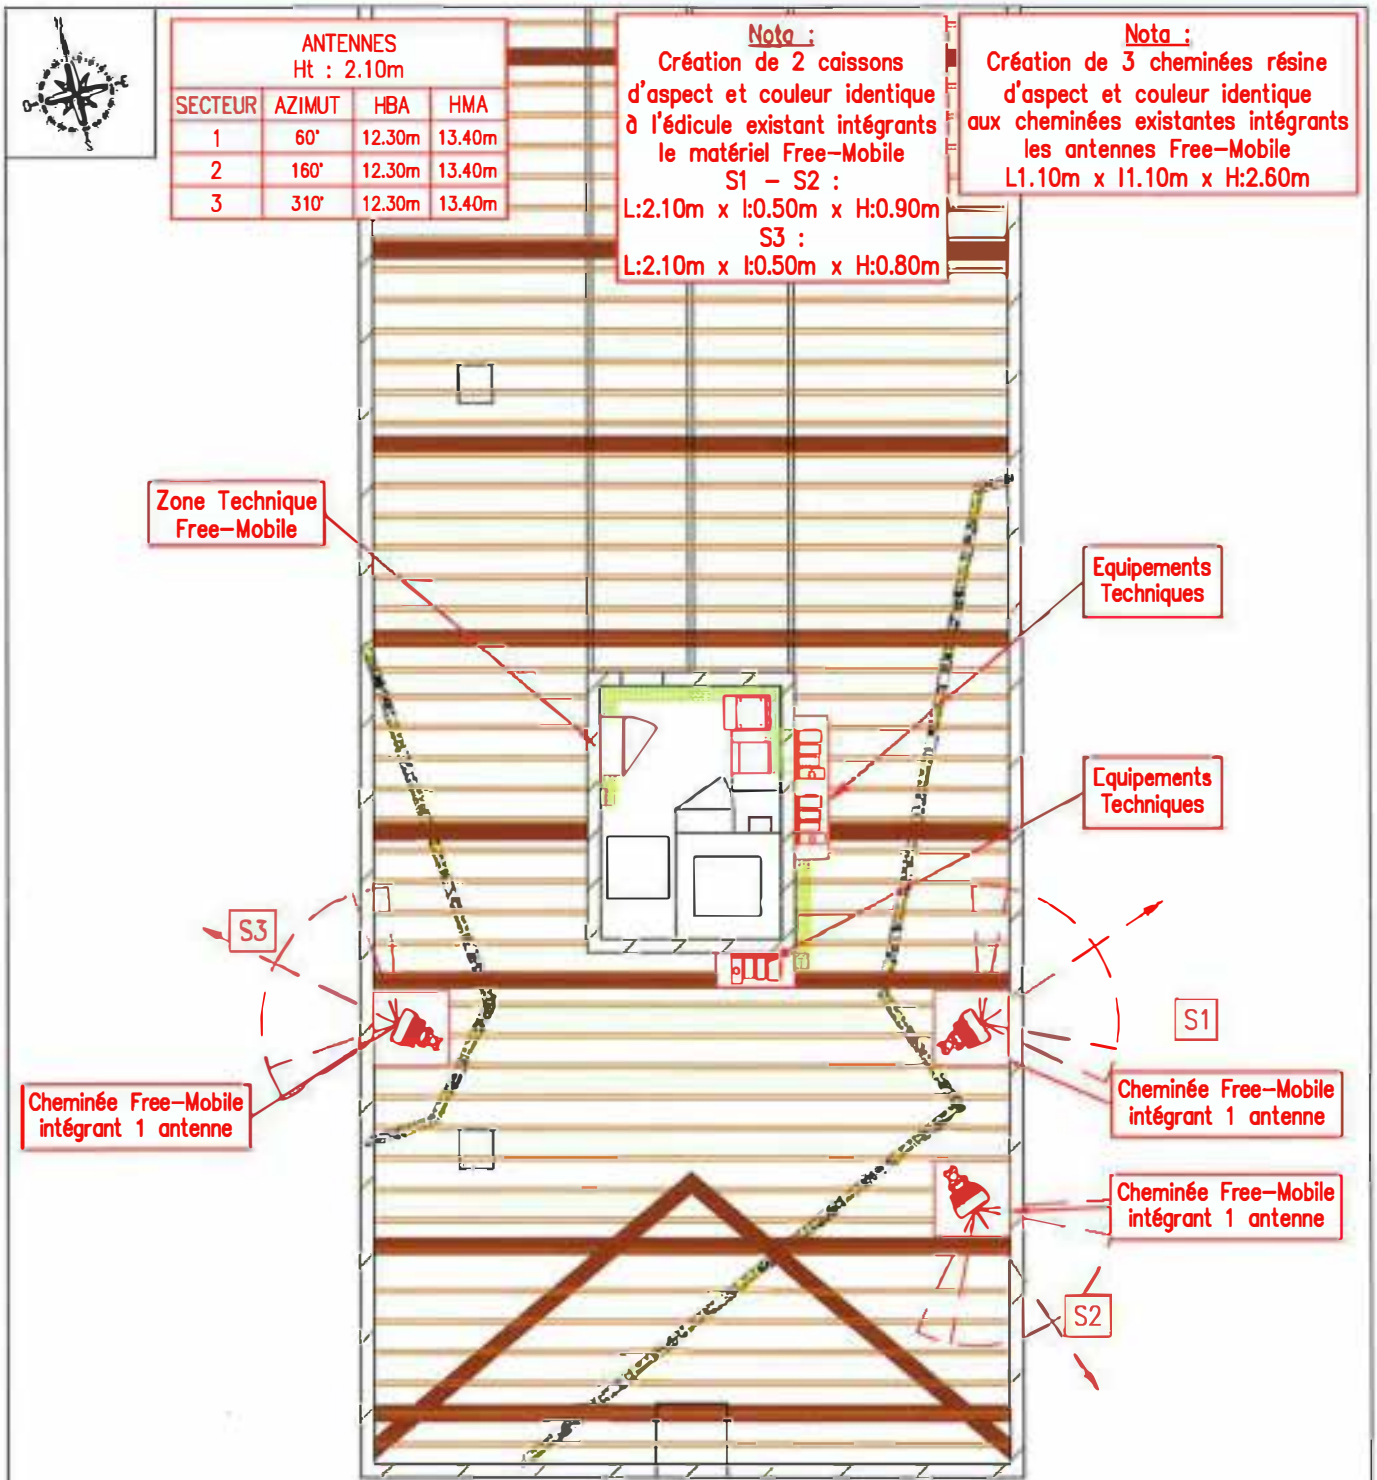 ANTENNES
Ht : 2.10m
SECTEUR AZIMUT HBA HMA
1 60° 12.30m 13.40m
2 160° 12.30m 13.40m
3 310° 12.30m 13.40m
Nota :
Création de 2 caissons
d'aspect et couleur identique
à l'édicule existant intégrants
le matériel Free-Mobile
S1 - S2 :
L:2.10m x l:0.50m x H:0.90m
S3 :
L:2.10m x l:0.50m x H:0.80m
Nota :
Création de 3 cheminées résine
d'aspect et couleur identique
aux cheminées existantes intégrants
les antennes Free-Mobile
L1.10m x l1.10m x H:2.60m
Zone Technique
Free-Mobile
Equipements
Techniques
Equipements
Techniques
S3
S1
Cheminée Free-Mobile
intégrant 1 antenne
Cheminée Free-Mobile
intégrant 1 antenne
Cheminée Free-Mobile
intégrant 1 antenne
S2